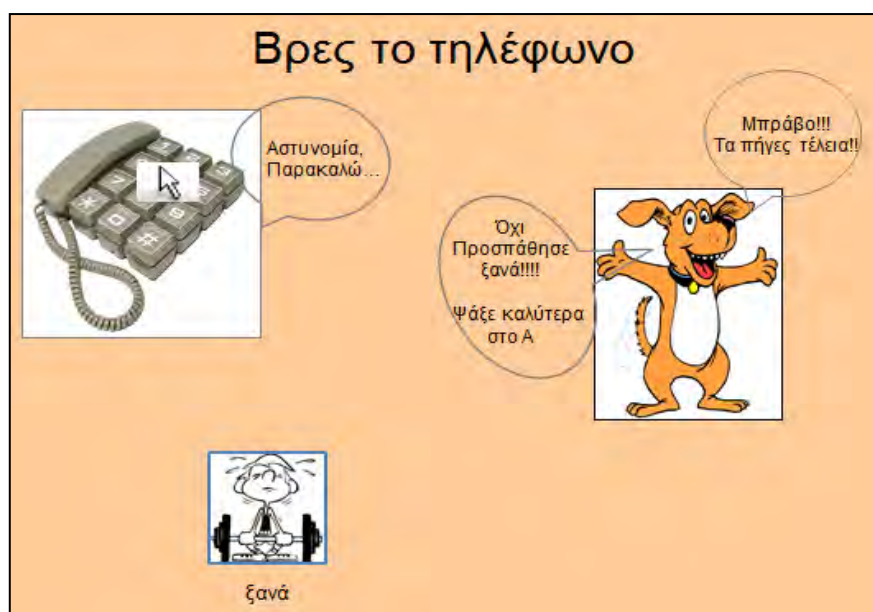 Βρες το τηλέφωνο
Αστυνομία,
Παρακαλώ...
Μπράβο!!!
Τα πήγες τέλεια!!
Όχι
Προσπάθησε
ξανά!!!!
Ψάξε καλύτερα
στο Α
ξανά